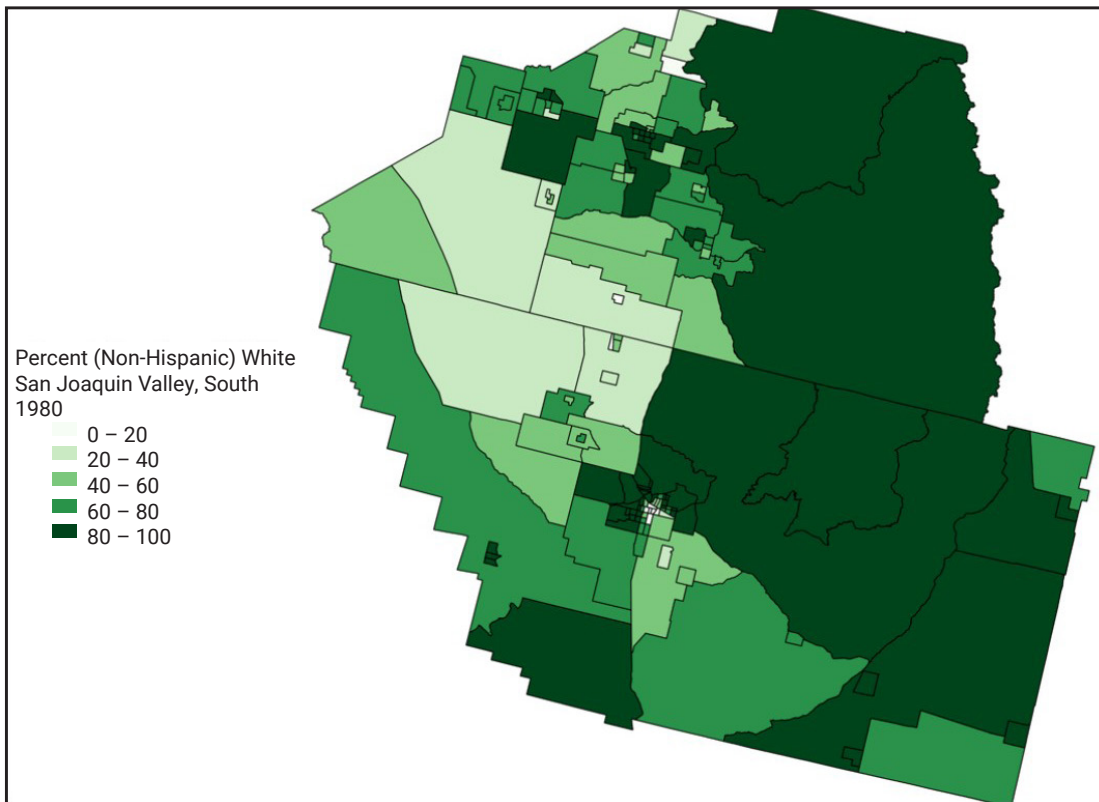 Percent (Non-Hispanic) White
San Joaquin Valley, South
1980
0 – 20
20 – 40
40 – 60
60 – 80
80 – 100